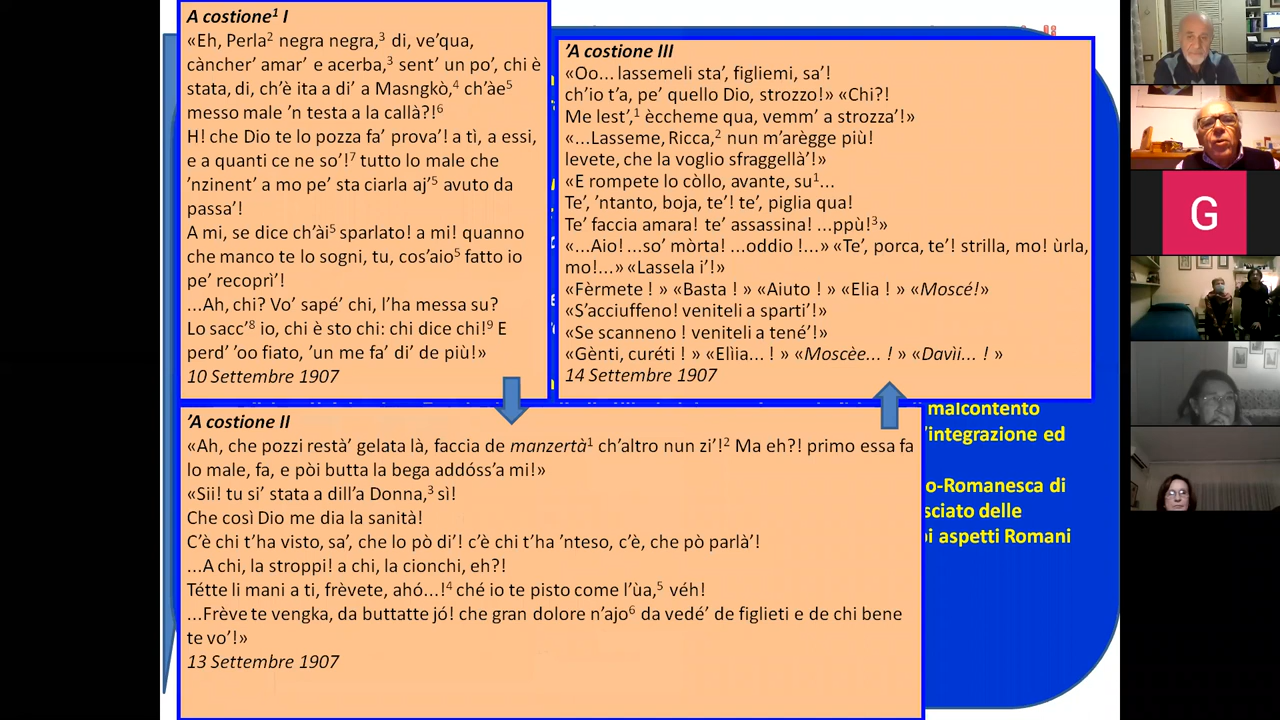 A costione¹ I
«Eh, Perla² negra negra,³ di, ve’qua,
càncher’ amar’ e acerba,³ sent’ un po’, chi è
stata, di, ch’è ita a di’ a Masngkò,⁴ ch’àe⁵
messo male ’n testa a la callà?!⁶
H! che Dio te lo pozza fa’ prova’! a tì, a essi,
e a quanti ce ne so’!⁷ tutto lo male che
’nzinent’ a mo pe’ sta ciarla aj’⁵ avuto da
passa’!
A mi, se dice ch’ài⁵ sparlato! a mi! quanno
che manco te lo sogni, tu, cos’aio⁵ fatto io
pe’ recoprì’!
...Ah, chi? Vo’ sapé’ chi, l’ha messa su?
Lo sacc’⁸ io, chi è sto chi: chi dice chi!⁹ E
perd’ ’oo fiato, ’un me fa’ di’ de più!»
10 Settembre 1907
’A costione III
«Oo... lassemeli sta’, figliemi, sa’!
ch’io t’a, pe’ quello Dio, strozzo!» «Chi?!
Me lest’,¹ èccheme qua, vemm’ a strozza’!»
«...Lasseme, Ricca,² nun m’arègge più!
levete, che la voglio sfraggellà’!»
«E rompete lo còllo, avante, su¹...
Te’, ’ntanto, boja, te’! te’, piglia qua!
Te’ faccia amara! te’ assassina! ...ppù!³»
«...Aio! ...so’ mòrta! ...oddio !...» «Te’, porca, te’! strilla, mo! ùrla,
mo!...» «Lassela i’!»
«Fèrmete ! » «Basta ! » «Aiuto ! » «Elia ! » «Moscé!»
«S’acciuffeno! veniteli a sparti’!»
«Se scanneno ! veniteli a tené’!»
«Gènti, curéti ! » «Elìia... ! » «Moscèe... ! » «Davìi... ! »
14 Settembre 1907
’A costione II
«Ah, che pozzi restà’ gelata là, faccia de manzertà¹ ch’altro nun zi’!² Ma eh?! primo essa fa
lo male, fa, e pòi butta la bega addóss’a mi!»
«Sii! tu si’ stata a dill’a Donna,³ sì!
Che così Dio me dia la sanità!
C’è chi t’ha visto, sa’, che lo pò di’! c’è chi t’ha ’nteso, c’è, che pò parlà’!
...A chi, la stroppi! a chi, la cionchi, eh?!
Tétte li mani a ti, frèvete, ahó...!⁴ ché io te pisto come l’ùa,⁵ véh!
...Frève te vengka, da buttatte jó! che gran dolore n’ajo⁶ da vedé’ de figlieti e de chi bene
te vo’!»
13 Settembre 1907
malcontento
’integrazione ed
o-Romanesca di
sciato delle
oi aspetti Romani
G